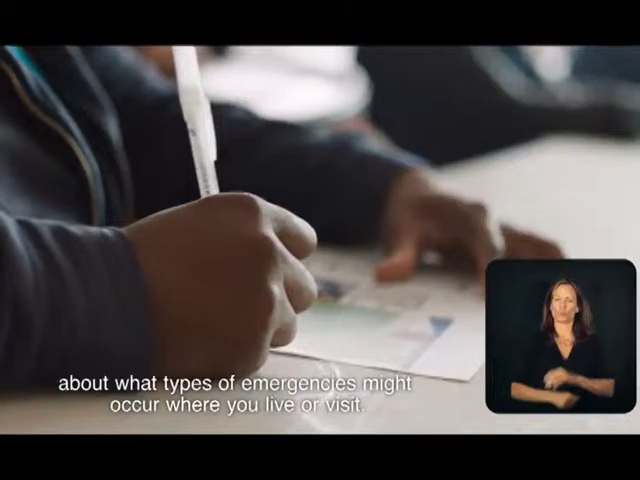 about what types of emergencies might
occur where you live or visit.